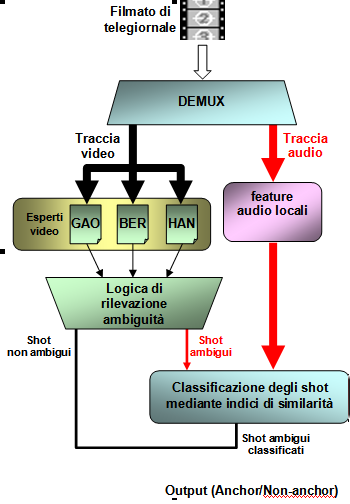 Filmato di
telegiornale
DEMUX
Traccia
video
Traccia
audio
Esperti
video
GAO
BER
HAN
feature
audio locali
Logica di
rilevazione
ambiguità
Shot
non ambigui
Shot
ambigui
Classificazione degli shot
mediante indici di similarità
Shot ambigui
classificati
Output (Anchor/Non-anchor)